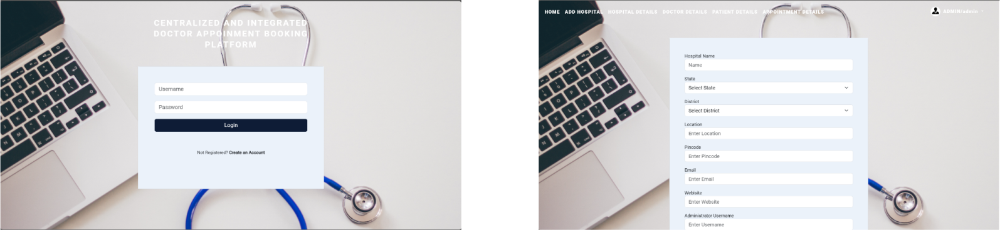 CENTRALIZED AND INTEGRATED
DOCTOR APPOINMENT BOOKING
PLATFORM
Username
Password
Login
Not Registered? Create an Account
HOME ADD HOSPITAL HOSPITAL DETAILS DOCTOR DETAILS PATIENT DETAILS APPOINTMENT DETAILS
ADMIN/admin
Hospital Name
Name
State
Select State
District
Select District
Location
Enter Location
Pincode
Enter Pincode
Email
Enter Email
Webisite
Enter Website
Administrator Username
Enter Username